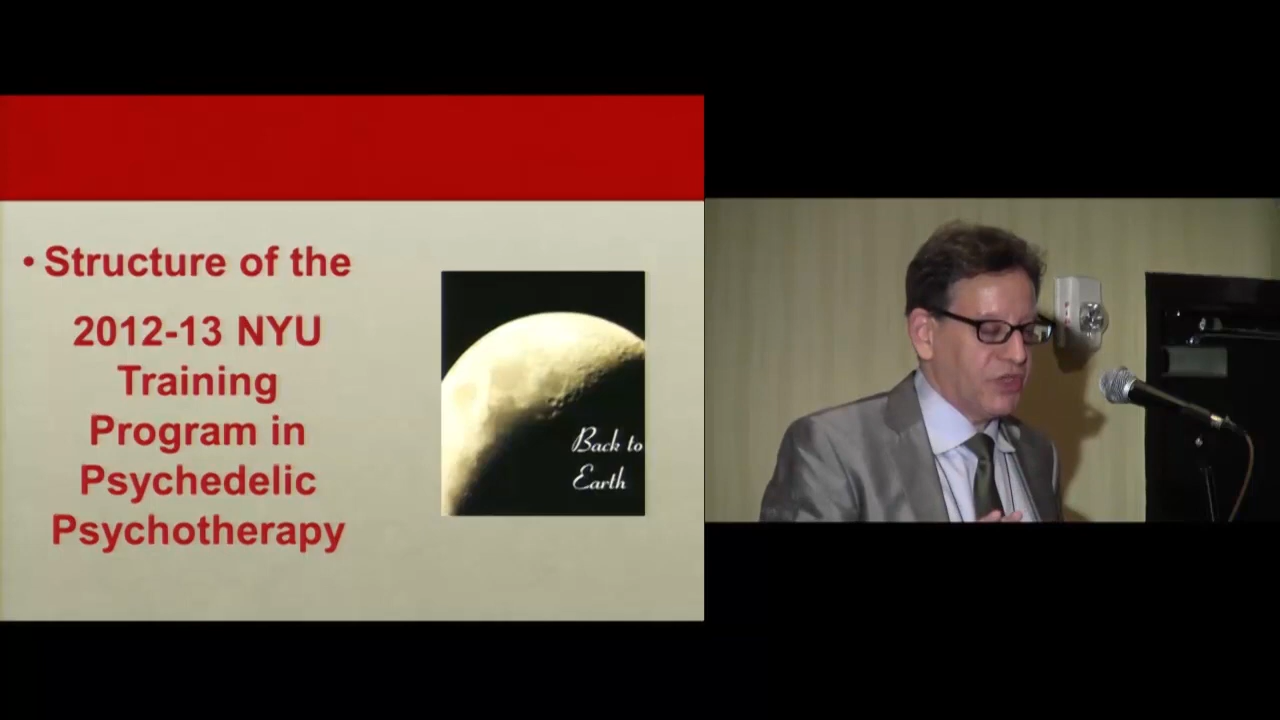 • Structure of the
2012-13 NYU
Training
Program in
Psychedelic
Psychotherapy
Back to
Earth